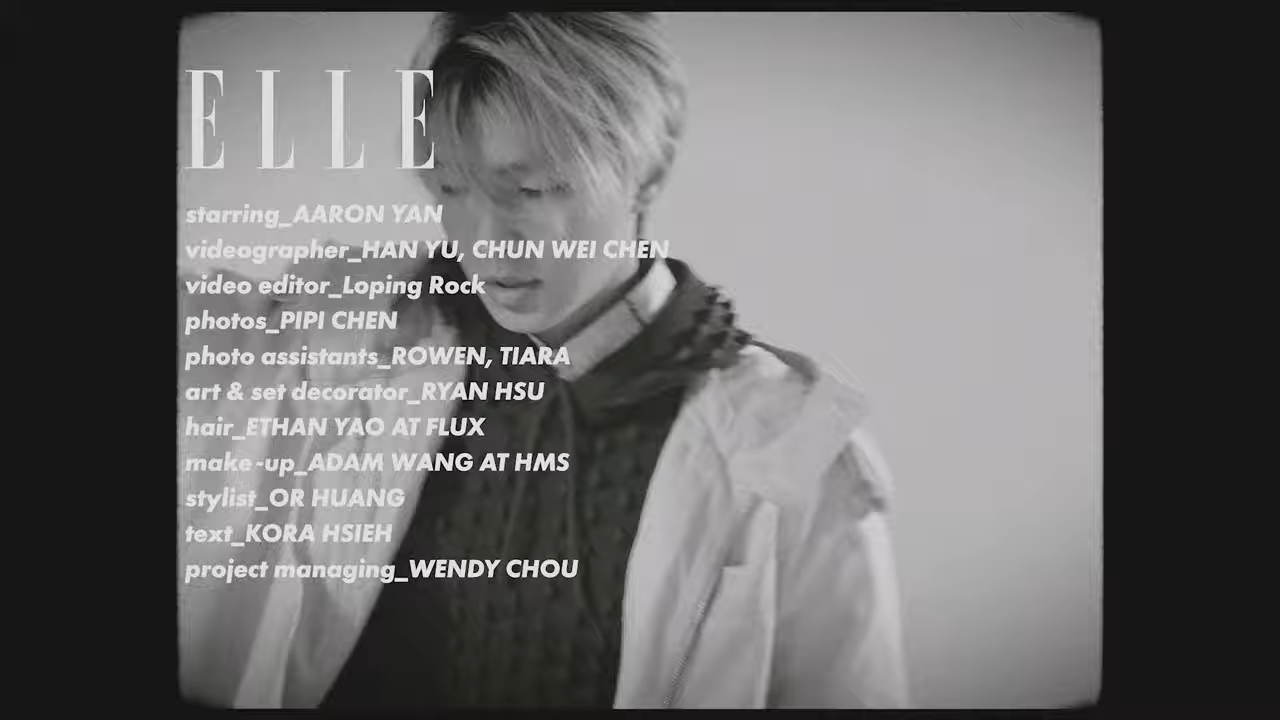 ELLE
starring_AARON YAN
videographer_HAN YU, CHUN WEI CHEN
video editor_Loping Rock
photos_PIPI CHEN
photo assistants_ROWEN, TIARA
art & set decorator_RYAN HSU
hair_ETHAN YAO AT FLUX
make-up_ADAM WANG AT HMS
stylist_OR HUANG
text_KORA HSIEH
project managing_WENDY CHOU